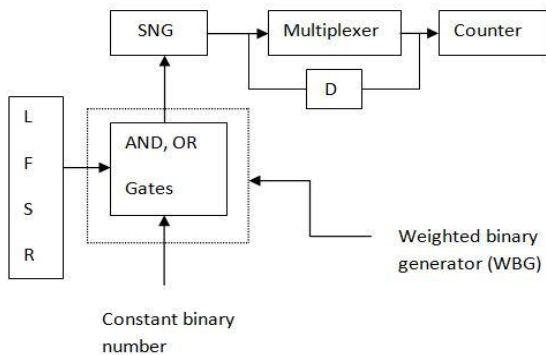 SNG
Multiplexer
Counter
D
L
F
S
R
AND, OR
Gates
Weighted binary
generator (WBG)
Constant binary
number